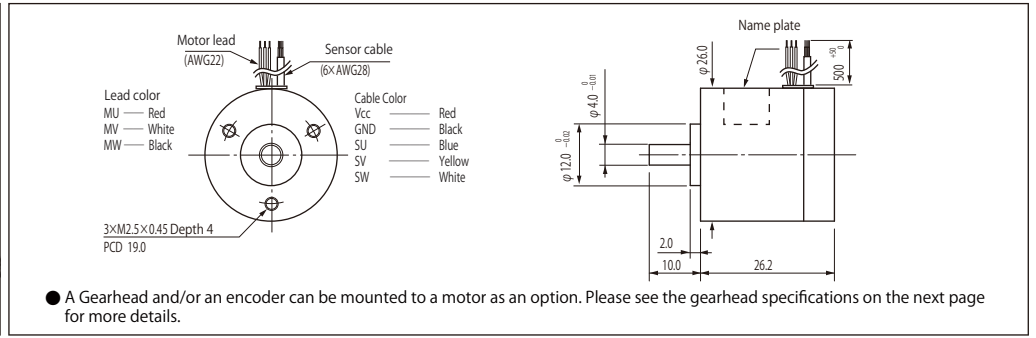 Motor lead
(AWG22)
Sensor cable
(6×AWG28)
Lead color
MU Red
MV White
MW Black
Cable Color
Vcc Red
GND Black
SU Blue
SV Yellow
SW White
3×M2.5×0.45 Depth 4
PCD 19.0
Name plate
φ 26.0
500 +50 0
φ 4.0 0 -0.01
φ 12.0 0 -0.02
2.0
10.0
26.2
● A Gearhead and/or an encoder can be mounted to a motor as an option. Please see the gearhead specifications on the next page
for more details.